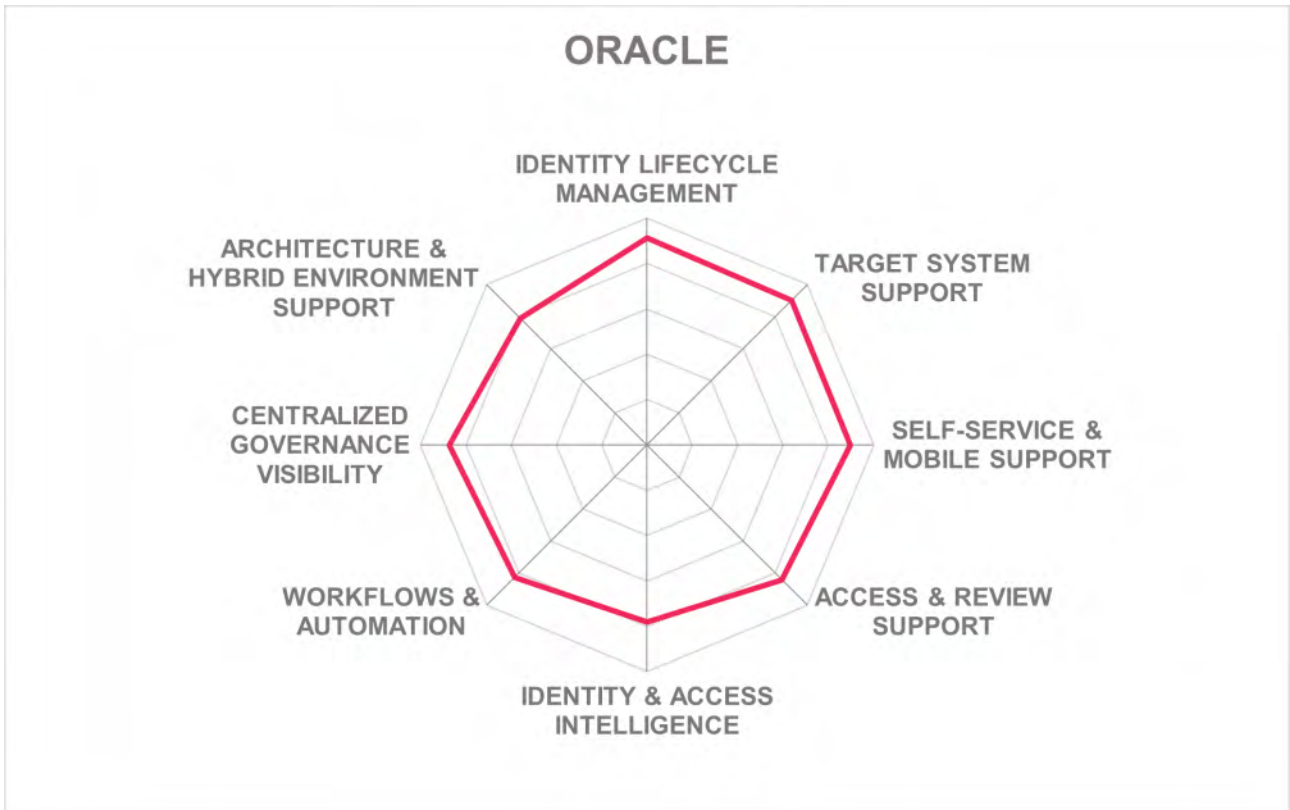 ORACLE
IDENTITY LIFECYCLE
MANAGEMENT
TARGET SYSTEM
SUPPORT
SELF-SERVICE &
MOBILE SUPPORT
ACCESS & REVIEW
SUPPORT
IDENTITY & ACCESS
INTELLIGENCE
WORKFLOWS &
AUTOMATION
CENTRALIZED
GOVERNANCE
VISIBILITY
ARCHITECTURE &
HYBRID ENVIRONMENT
SUPPORT